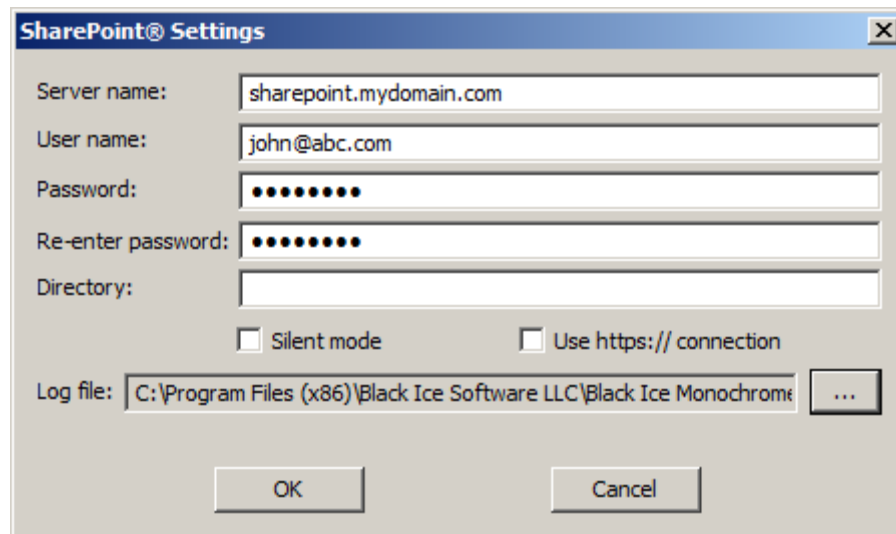 SharePoint® Settings
Server name: sharepoint.mydomain.com
User name: john@abc.com
Password: ●●●●●●●●
Re-enter password: ●●●●●●●●
Directory:
Silent mode Use https:// connection
Log file: C:\Program Files (x86)\Black Ice Software LLC\Black Ice Monochrome ...
OK Cancel